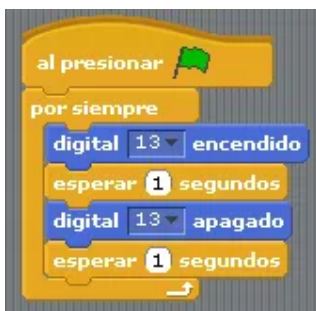 al presionar
por siempre
digital 13 encendido
esperar 1 segundos
digital 13 apagado
esperar 1 segundos